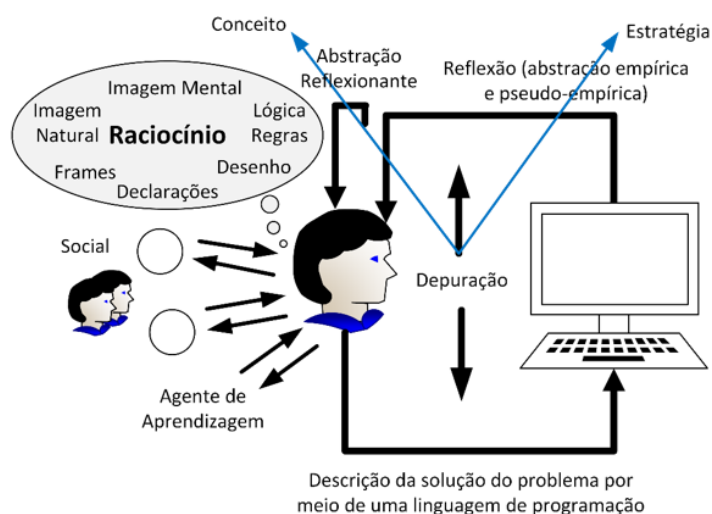 Conceito
Estratégia
Abstração
Reflexionante
Reflexão (abstração empírica
e pseudo-empírica)
Imagem Mental
Imagem
Natural
Raciocínio
Lógica
Regras
Frames
Desenho
Declarações
Social
Depuração
Agente de
Aprendizagem
Descrição da solução do problema por
meio de uma linguagem de programação